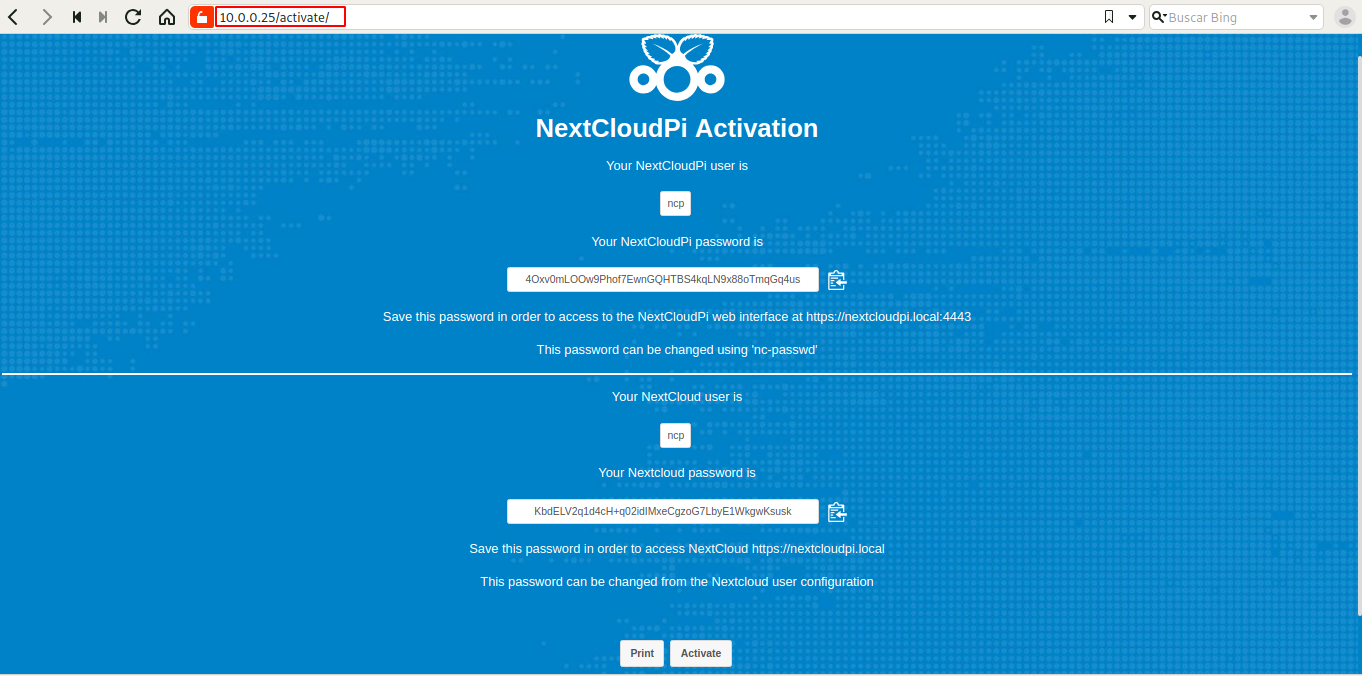 10.0.0.25/activate/
Buscar Bing
NextCloudPi Activation
Your NextCloudPi user is
ncp
Your NextCloudPi password is
4Oxv0mLOOw9Phof7EwnGQHTBS4kqLN9x88oTmqGq4us
Save this password in order to access to the NextCloudPi web interface at https://nextcloudpi.local:4443
This password can be changed using 'nc-passwd'
Your NextCloud user is
ncp
Your Nextcloud password is
KbdELV2q1d4cH+q02idIMxeCgzoG7LbyE1WkgwKsusk
Save this password in order to access NextCloud https://nextcloudpi.local
This password can be changed from the Nextcloud user configuration
Print
Activate